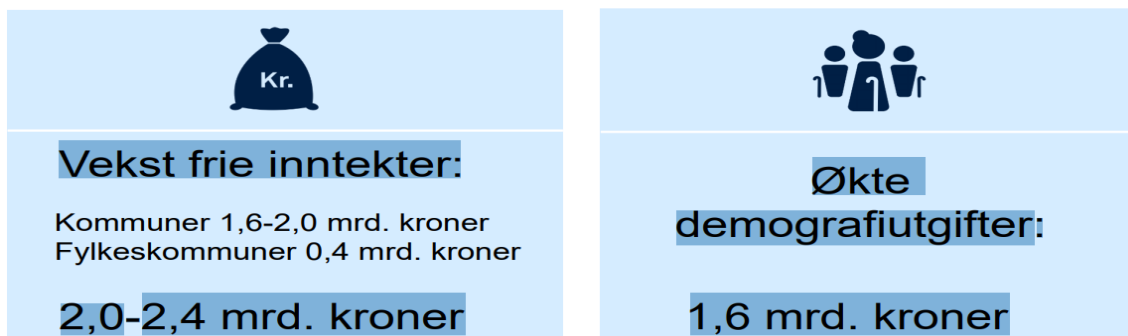 Kr.
Vekst frie inntekter:
Kommuner 1,6-2,0 mrd. kroner
Fylkeskommuner 0,4 mrd. kroner
2,0-2,4 mrd. kroner
Økte
demografiutgifter:
1,6 mrd. kroner